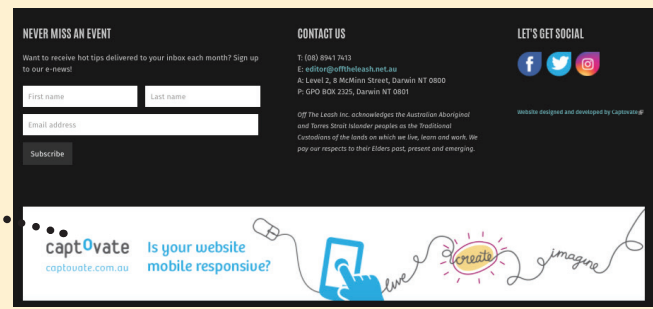 NEVER MISS AN EVENT
Want to receive hot tips delivered to your inbox each month? Sign up
to our e-news!
First name
Last name
Email address
Subscribe
CONTACT US
T: (08) 8941 7413
E: editor@offtheleash.net.au
A: Level 2, 8 McMinn Street, Darwin NT 0800
P: GPO BOX 2325, Darwin NT 0801
Off The Leash Inc. acknowledges the Australian Aboriginal
and Torres Strait Islander peoples as the Traditional
Custodians of the lands on which we live, learn and work. We
pay our respects to their Elders past, present and emerging.
LET'S GET SOCIAL
Website designed and developed by Captovate
captOvate
captovate.com.au
Is your website
mobile responsive?
live
create
imagine